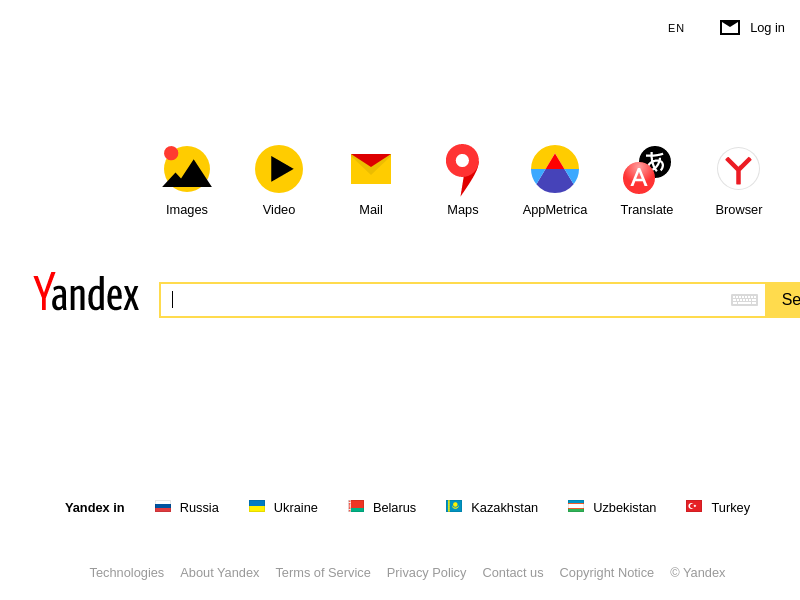 EN Log in
Images Video Mail Maps AppMetrica Translate Browser
あ A
Yandex Se
Yandex in Russia Ukraine Belarus Kazakhstan Uzbekistan Turkey
Technologies About Yandex Terms of Service Privacy Policy Contact us Copyright Notice © Yandex